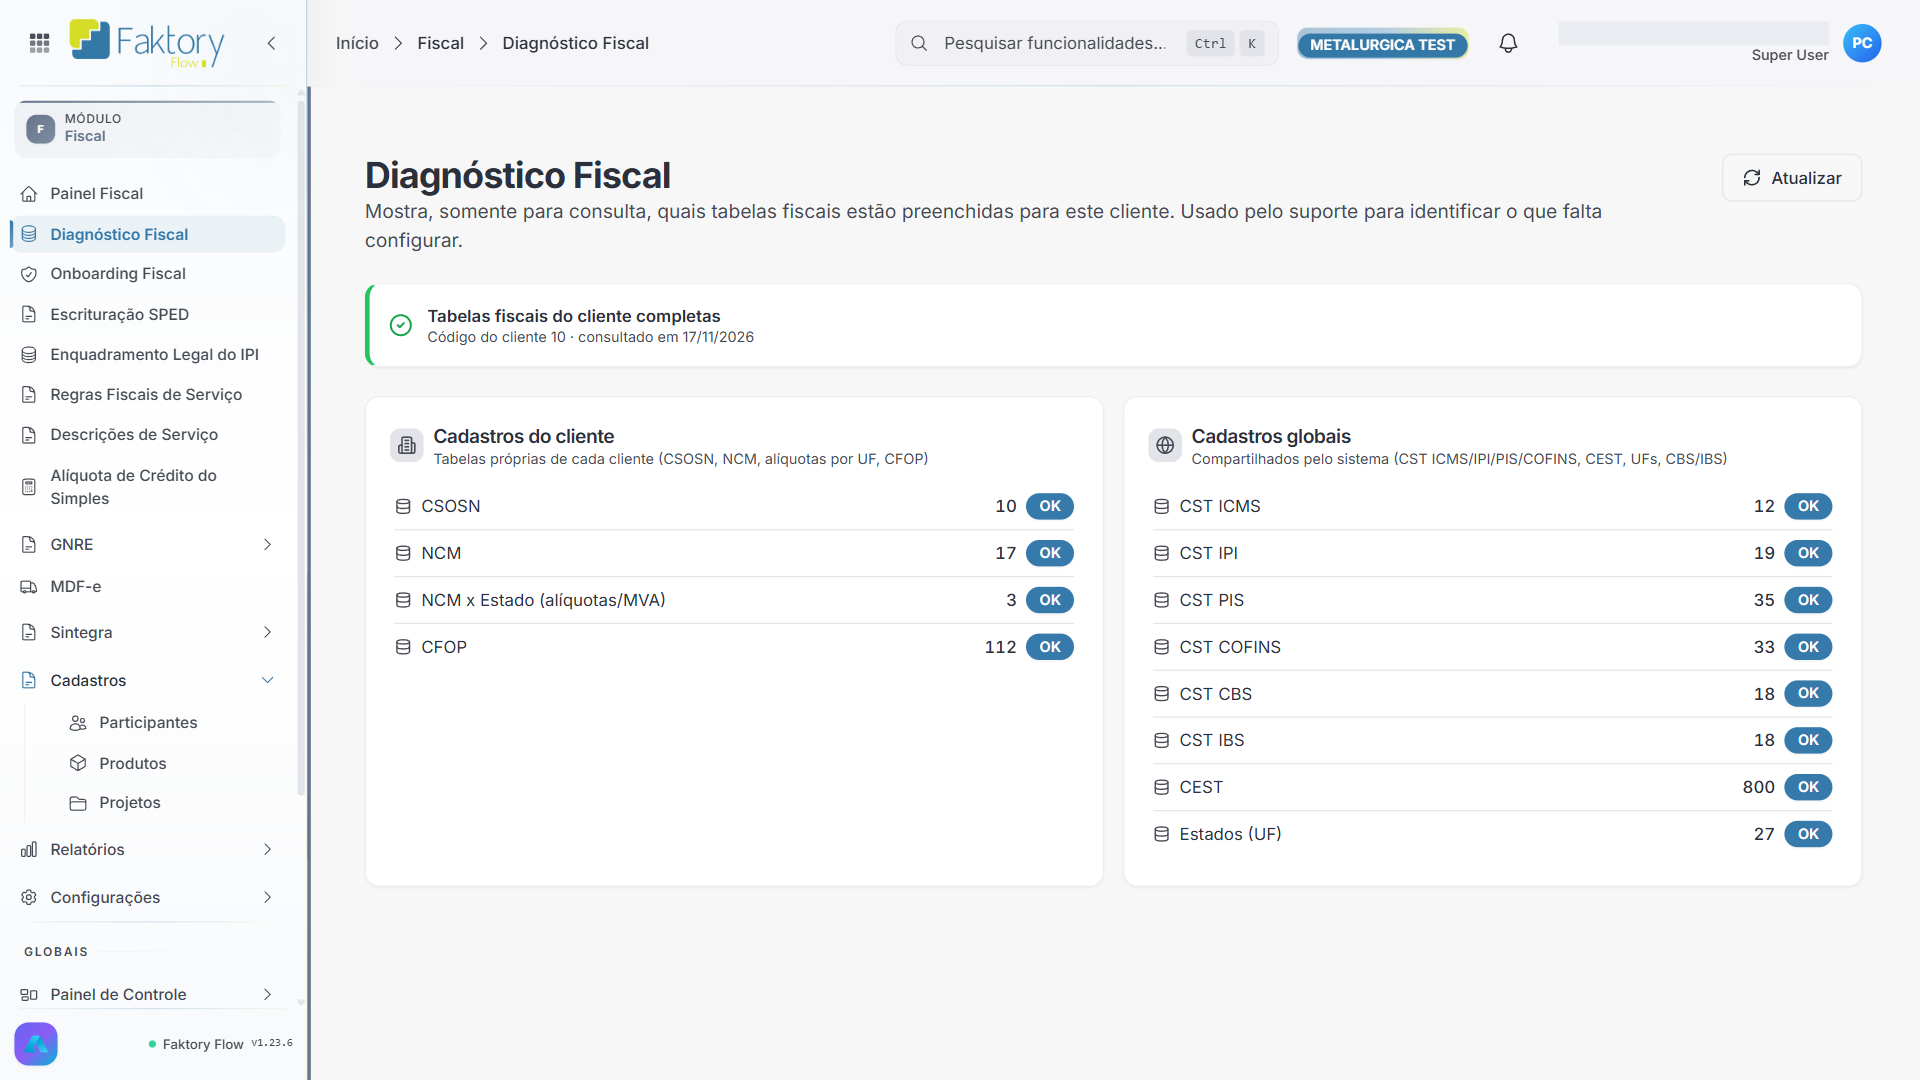 Faktory
Flow
Início
Fiscal
Diagnóstico Fiscal
Pesquisar funcionalidades...
Ctrl
K
METALURGICA TEST
Super User
PC
F
MÓDULO
Fiscal
Painel Fiscal
Diagnóstico Fiscal
Onboarding Fiscal
Escrituração SPED
Enquadramento Legal do IPI
Regras Fiscais de Serviço
Descrições de Serviço
Alíquota de Crédito do
Simples
GNRE
MDF-e
Sintegra
Cadastros
Participantes
Produtos
Projetos
Relatórios
Configurações
GLOBAIS
Painel de Controle
Faktory Flow v1.23.6
Diagnóstico Fiscal
Atualizar
Mostra, somente para consulta, quais tabelas fiscais estão preenchidas para este cliente. Usado pelo suporte para identificar o que falta
configurar.
Tabelas fiscais do cliente completas
Código do cliente 10 · consultado em 17/11/2026
Cadastros do cliente
Tabelas próprias de cada cliente (CSOSN, NCM, alíquotas por UF, CFOP)
CSOSN 10 OK
NCM 17 OK
NCM x Estado (alíquotas/MVA) 3 OK
CFOP 112 OK
Cadastros globais
Compartilhados pelo sistema (CST ICMS/IPI/PIS/COFINS, CEST, UFs, CBS/IBS)
CST ICMS 12 OK
CST IPI 19 OK
CST PIS 35 OK
CST COFINS 33 OK
CST CBS 18 OK
CST IBS 18 OK
CEST 800 OK
Estados (UF) 27 OK